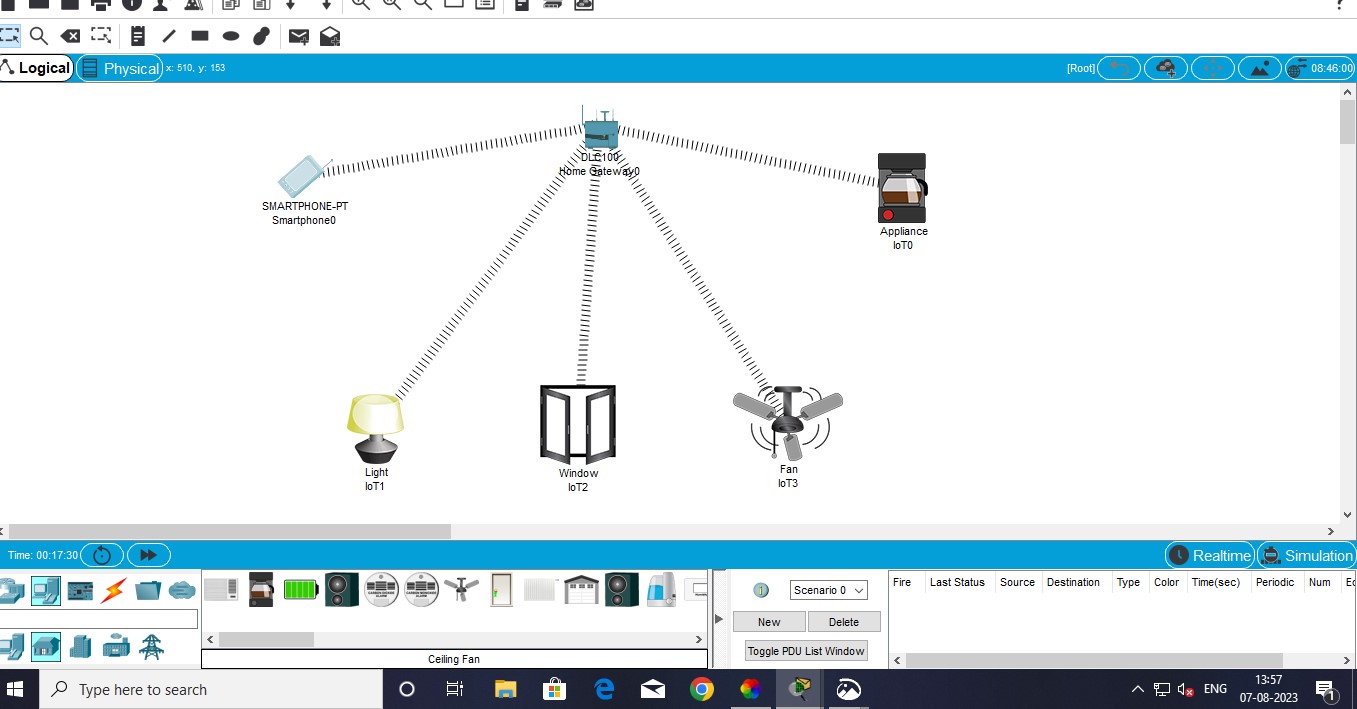 ?
Logical
Physical
x: 510, y: 153
[Root]
08:46:00
DLC100
Home Gateway0
SMARTPHONE-PT
Smartphone0
Appliance
IoT0
Light
IoT1
Window
IoT2
Fan
IoT3
Time: 00:17:30
Realtime
Simulation
Scenario 0
New
Delete
Toggle PDU List Window
Fire Last Status Source Destination Type Color Time(sec) Periodic Num Ec
Ceiling Fan
Type here to search
ENG
13:57
07-08-2023
1